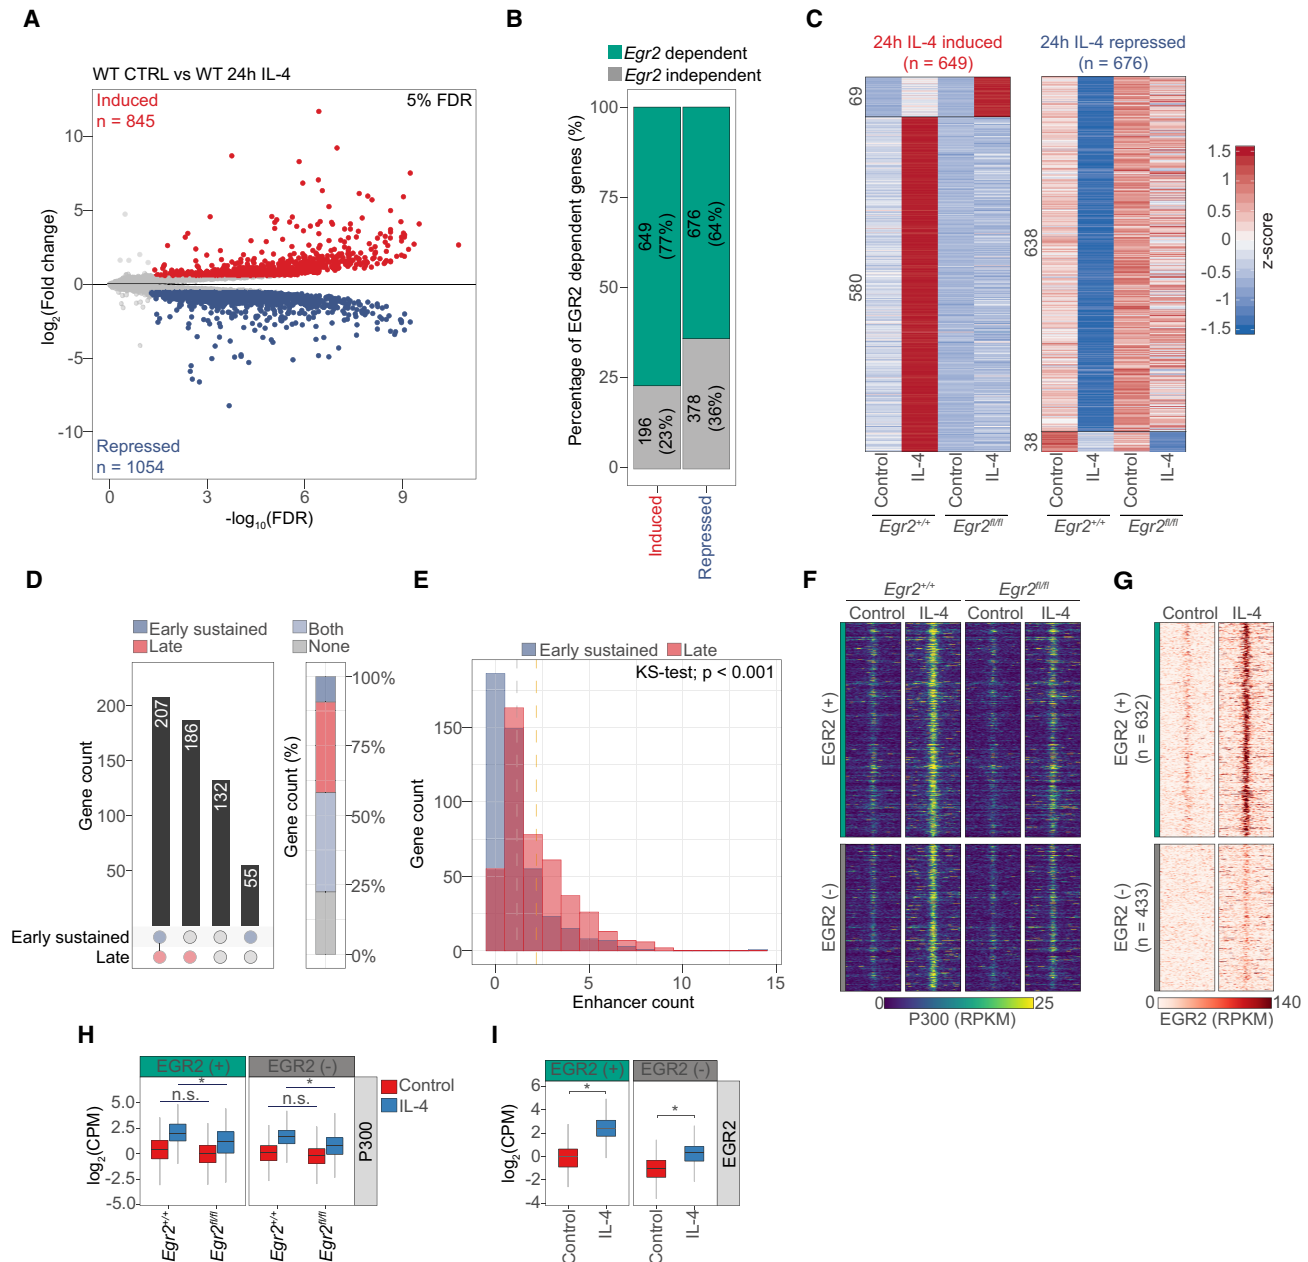 A
WT CTRL vs WT 24h IL-4
Induced
n = 845
5% FDR
10
5
0
-5
-10
log2(Fold change)
Repressed
n = 1054
0
3
6
9
-log10(FDR)
B
Egr2 dependent
Egr2 independent
100
75
50
25
0
Percentage of EGR2 dependent genes (%)
649
(77%)
676
(64%)
196
(23%)
378
(36%)
Induced
Repressed
C
24h IL-4 induced
(n = 649)
24h IL-4 repressed
(n = 676)
69
580
638
38
Control
IL-4
Control
IL-4
Control
IL-4
Control
IL-4
Egr2+/+
Egr2fl/fl
Egr2+/+
Egr2fl/fl
1.5
1
0.5
0
-0.5
-1
-1.5
z-score
D
Early sustained
Late
Both
None
200
150
100
50
Gene count
207
186
132
55
Early sustained
Late
Gene count (%)
100%
75%
50%
25%
0%
E
Early sustained
Late
KS-test; p < 0.001
150
100
50
0
Gene count
0
5
10
15
Enhancer count
F
Egr2+/+
Egr2fl/fl
Control
IL-4
Control
IL-4
EGR2 (+)
EGR2 (-)
0
25
P300 (RPKM)
G
Control
IL-4
EGR2 (+)
(n = 632)
EGR2 (-)
(n = 433)
0
140
EGR2 (RPKM)
H
EGR2 (+)
EGR2 (-)
Control
IL-4
*
n.s.
*
n.s.
5.0
2.5
0
-2.5
-5.0
log2(CPM)
P300
Egr2+/+
Egr2fl/fl
Egr2+/+
Egr2fl/fl
I
EGR2 (+)
EGR2 (-)
*
*
6
4
2
0
-2
-4
log2(CPM)
EGR2
Control
IL-4
Control
IL-4